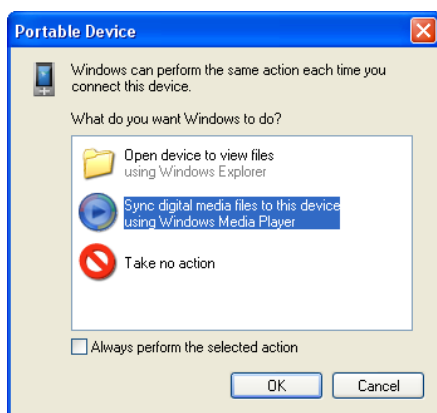 Portable Device
Windows can perform the same action each time you
connect this device.
What do you want Windows to do?
Open device to view files
using Windows Explorer
Sync digital media files to this device
using Windows Media Player
Take no action
Always perform the selected action
OK
Cancel